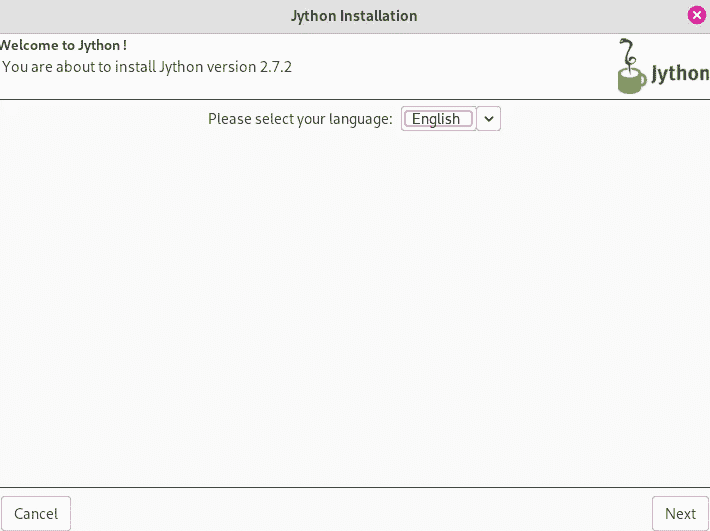 Jython Installation
Welcome to Jython !
You are about to install Jython version 2.7.2
Jython
Please select your language: English
Cancel Next